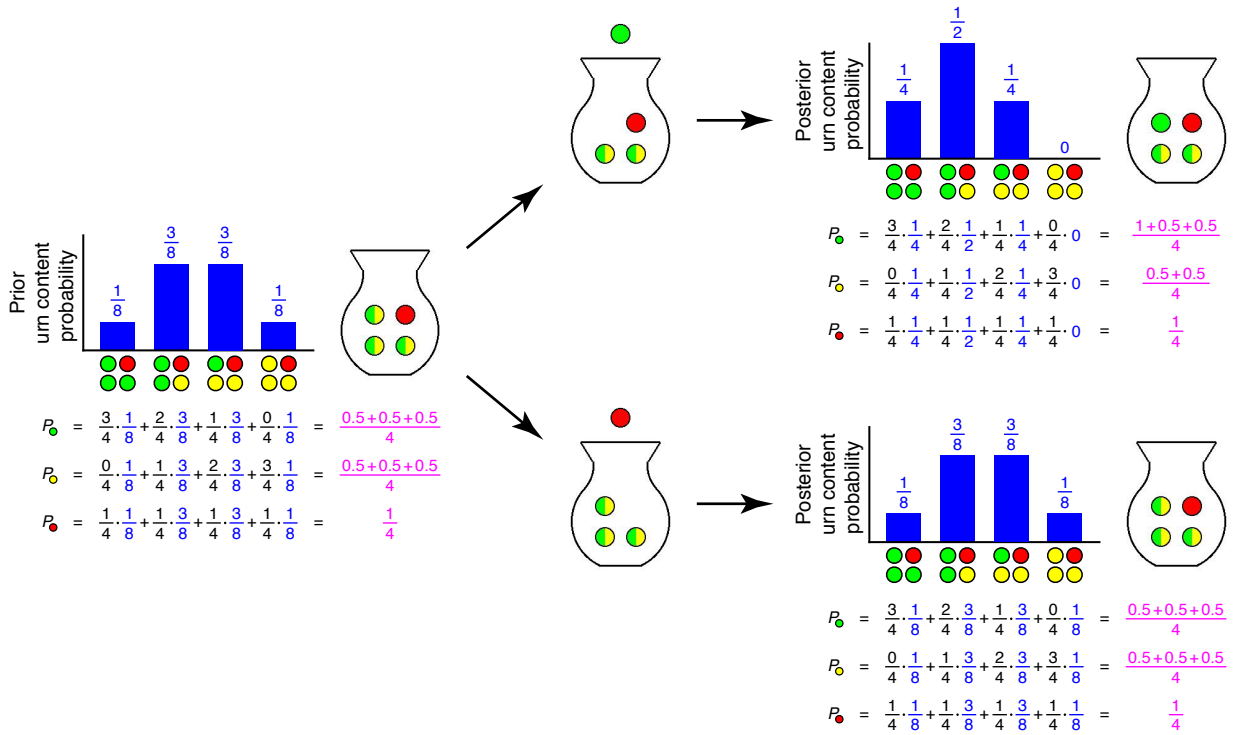 Prior
urn content
probability
1/8 3/8 3/8 1/8
P = 3/4 · 1/8 + 2/4 · 3/8 + 1/4 · 3/8 + 0/4 · 1/8 = 0.5+0.5+0.5/4
P = 0/4 · 1/8 + 1/4 · 3/8 + 2/4 · 3/8 + 3/4 · 1/8 = 0.5+0.5+0.5/4
P = 1/4 · 1/8 + 1/4 · 3/8 + 1/4 · 3/8 + 1/4 · 1/8 = 1/4
Posterior
urn content
probability
1/4 1/2 1/4 0
P = 3/4 · 1/4 + 2/4 · 1/2 + 1/4 · 1/4 + 0/4 · 0 = 1+0.5+0.5/4
P = 0/4 · 1/4 + 1/4 · 1/2 + 2/4 · 1/4 + 3/4 · 0 = 0.5+0.5/4
P = 1/4 · 1/4 + 1/4 · 1/2 + 1/4 · 1/4 + 1/4 · 0 = 1/4
Posterior
urn content
probability
1/8 3/8 3/8 1/8
P = 3/4 · 1/8 + 2/4 · 3/8 + 1/4 · 3/8 + 0/4 · 1/8 = 0.5+0.5+0.5/4
P = 0/4 · 1/8 + 1/4 · 3/8 + 2/4 · 3/8 + 3/4 · 1/8 = 0.5+0.5+0.5/4
P = 1/4 · 1/8 + 1/4 · 3/8 + 1/4 · 3/8 + 1/4 · 1/8 = 1/4